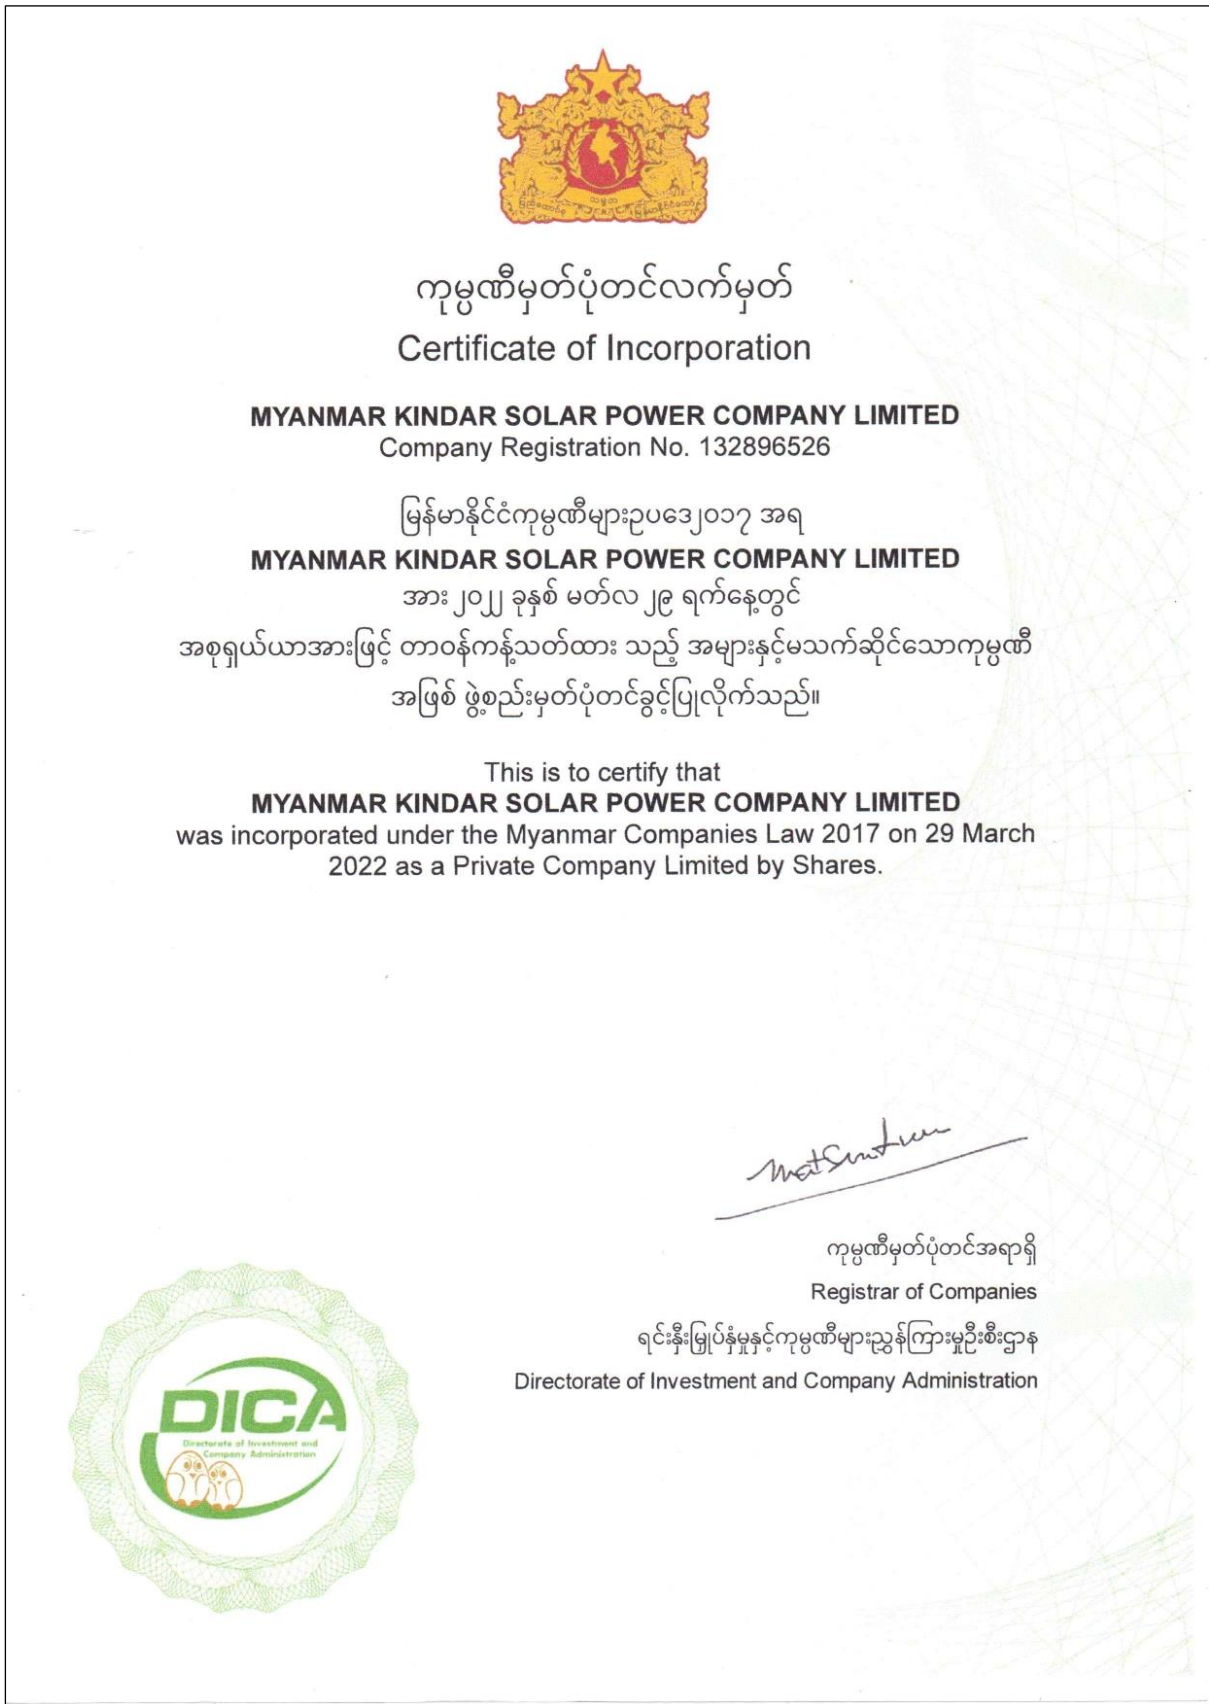 ကုမ္ပဏီမှတ်ပုံတင်လက်မှတ်
Certificate of Incorporation
MYANMAR KINDAR SOLAR POWER COMPANY LIMITED
Company Registration No. 132896526
မြန်မာနိုင်ငံကုမ္ပဏီများဥပဒေ၂၀၁၇ အရ
MYANMAR KINDAR SOLAR POWER COMPANY LIMITED
အား၂၀၂၂ ခုနှစ် မတ်လ ၂၉ ရက်နေ့တွင်
အစုရှယ်ယာအားဖြင့် တာဝန်ကန့်သတ်ထား သည့် အများနှင့်မသက်ဆိုင်သောကုမ္ပဏီ
အဖြစ် ဖွဲ့စည်းမှတ်ပုံတင်ခွင့်ပြုလိုက်သည်။
This is to certify that
MYANMAR KINDAR SOLAR POWER COMPANY LIMITED
was incorporated under the Myanmar Companies Law 2017 on 29 March
2022 as a Private Company Limited by Shares.
ကုမ္ပဏီမှတ်ပုံတင်အရာရှိ
Registrar of Companies
ရင်းနှီးမြှုပ်နှံမှုနှင့်ကုမ္ပဏီများညွှန်ကြားမှုဦးစီးဌာန
Directorate of Investment and Company Administration
DICA
Directorate of Investment and
Company Administration